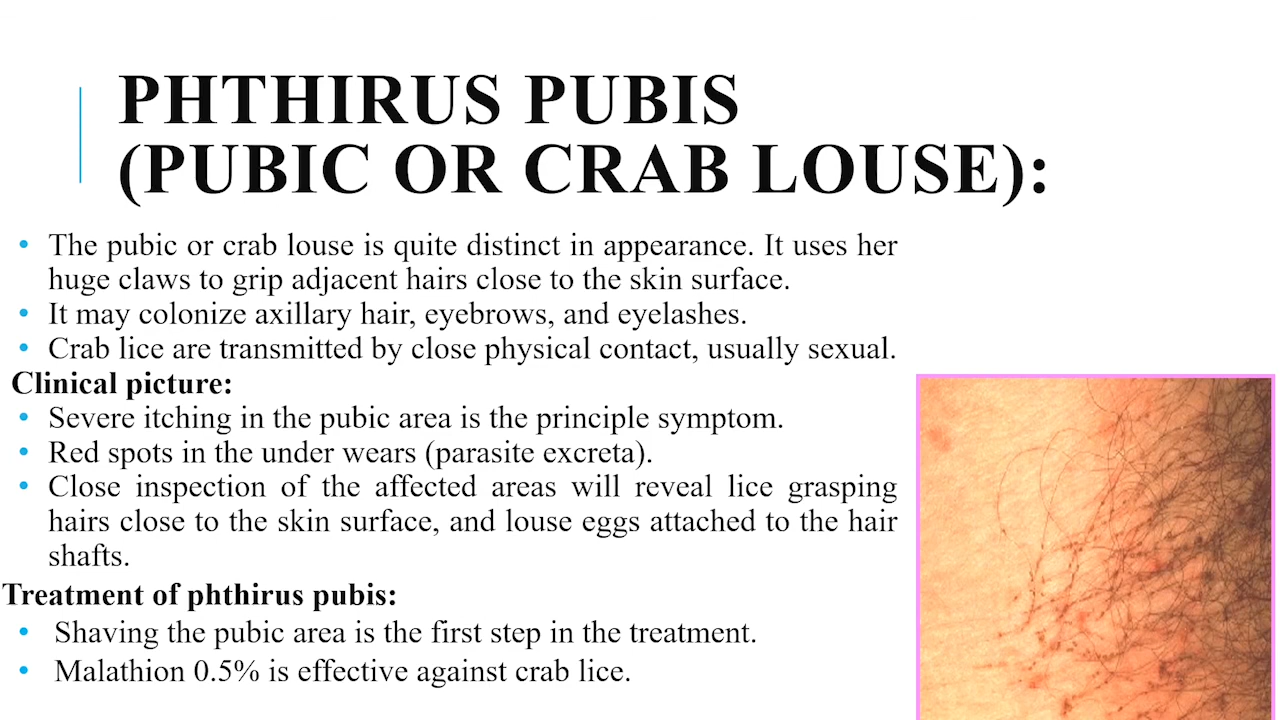 PHTHIRUS PUBIS
(PUBIC OR CRAB LOUSE):
• The pubic or crab louse is quite distinct in appearance. It uses her
huge claws to grip adjacent hairs close to the skin surface.
• It may colonize axillary hair, eyebrows, and eyelashes.
• Crab lice are transmitted by close physical contact, usually sexual.
Clinical picture:
• Severe itching in the pubic area is the principle symptom.
• Red spots in the under wears (parasite excreta).
• Close inspection of the affected areas will reveal lice grasping
hairs close to the skin surface, and louse eggs attached to the hair
shafts.
Treatment of phthirus pubis:
• Shaving the pubic area is the first step in the treatment.
• Malathion 0.5% is effective against crab lice.